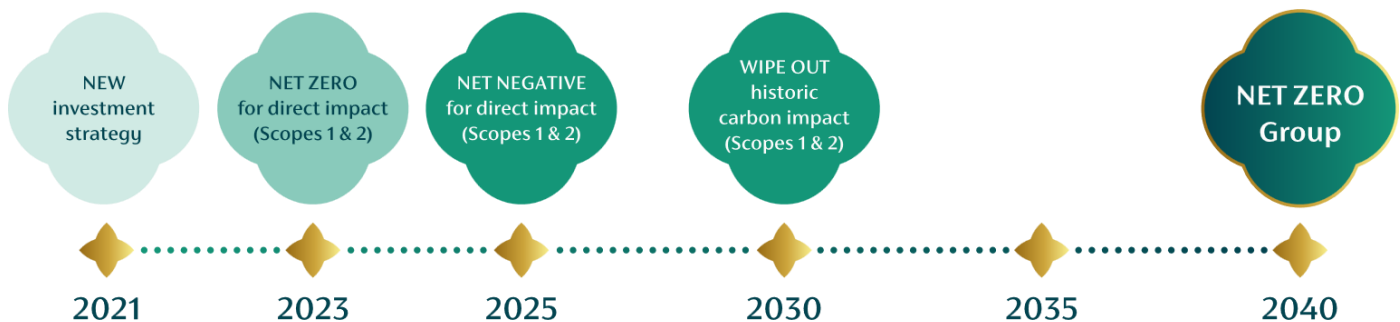 NEW
investment
strategy
NET ZERO
for direct impact
(Scopes 1 & 2)
NET NEGATIVE
for direct impact
(Scopes 1 & 2)
WIPE OUT
historic
carbon impact
(Scopes 1 & 2)
NET ZERO
Group
2021
2023
2025
2030
2035
2040